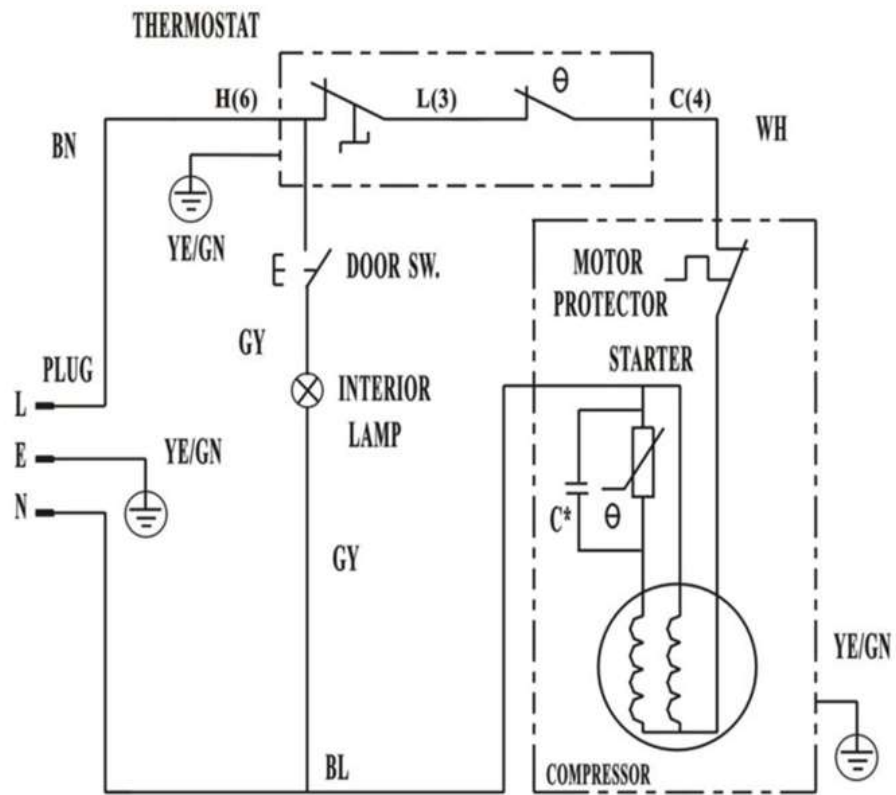 THERMOSTAT
H(6)
L(3)
θ
C(4)
BN
WH
YE/GN
DOOR SW.
MOTOR
PROTECTOR
GY
STARTER
PLUG
L
INTERIOR
LAMP
E
YE/GN
N
C*
θ
GY
YE/GN
BL
COMPRESSOR